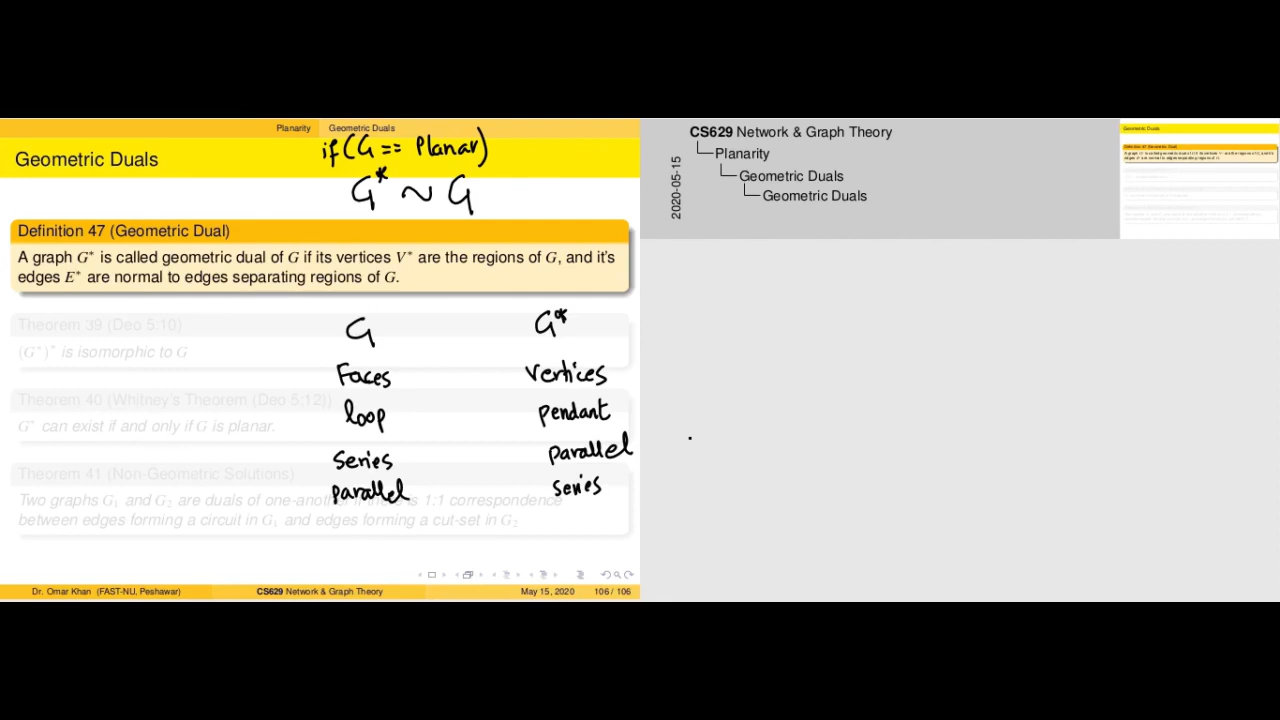 Planarity Geometric Duals
Geometric Duals
if (G == Planar)
G* ~ G
Definition 47 (Geometric Dual)
A graph G* is called geometric dual of G if its vertices V* are the regions of G, and it's
edges E* are normal to edges separating regions of G.
Theorem 39 (Deo 5:10)
(G*)* is isomorphic to G
G G*
Faces Vertices
Theorem 40 (Whitney's Theorem (Deo 5:12))
G* can exist if and only if G is planar.
loop pendant
Series parallel
Theorem 41 (Non-Geometric Solutions)
parallel series
Two graphs G₁ and G₂ are duals of one-another if there is 1:1 correspondence
between edges forming a circuit in G₁ and edges forming a cut-set in G₂
Dr. Omar Khan (FAST-NU, Peshawar) CS629 Network & Graph Theory May 15, 2020 106 / 106
2020-05-15
CS629 Network & Graph Theory
Planarity
Geometric Duals
Geometric Duals
Geometric Duals